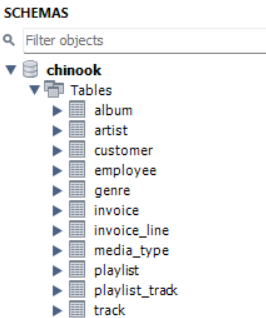 SCHEMAS
Filter objects
chinook
Tables
album
artist
customer
employee
genre
invoice
invoice_line
media_type
playlist
playlist_track
track